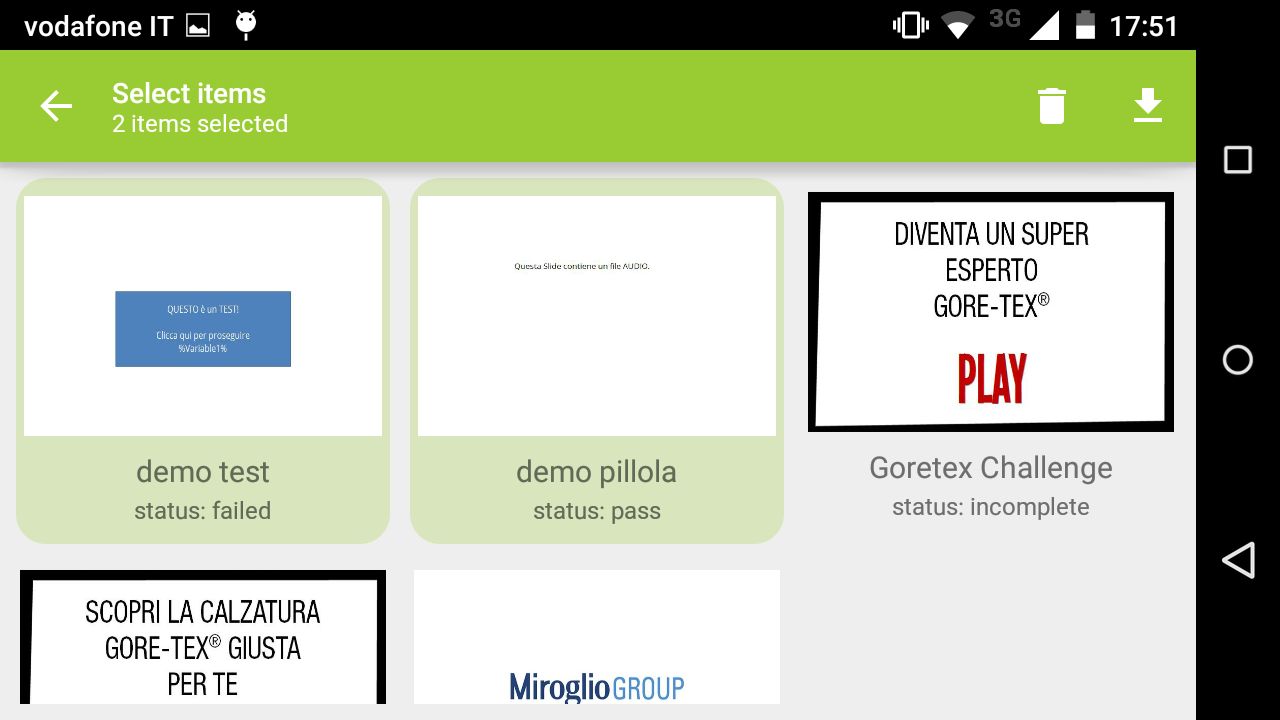 vodafone IT
3G
17:51
Select items
2 items selected
QUESTO è un TEST!
Clicca qui per proseguire
%Variable1%
demo test
status: failed
Questa Slide contiene un file AUDIO.
demo pillola
status: pass
DIVENTA UN SUPER
ESPERTO
GORE-TEX®
PLAY
Goretex Challenge
status: incomplete
SCOPRI LA CALZATURA
GORE-TEX® GIUSTA
PER TE
Miroglio GROUP